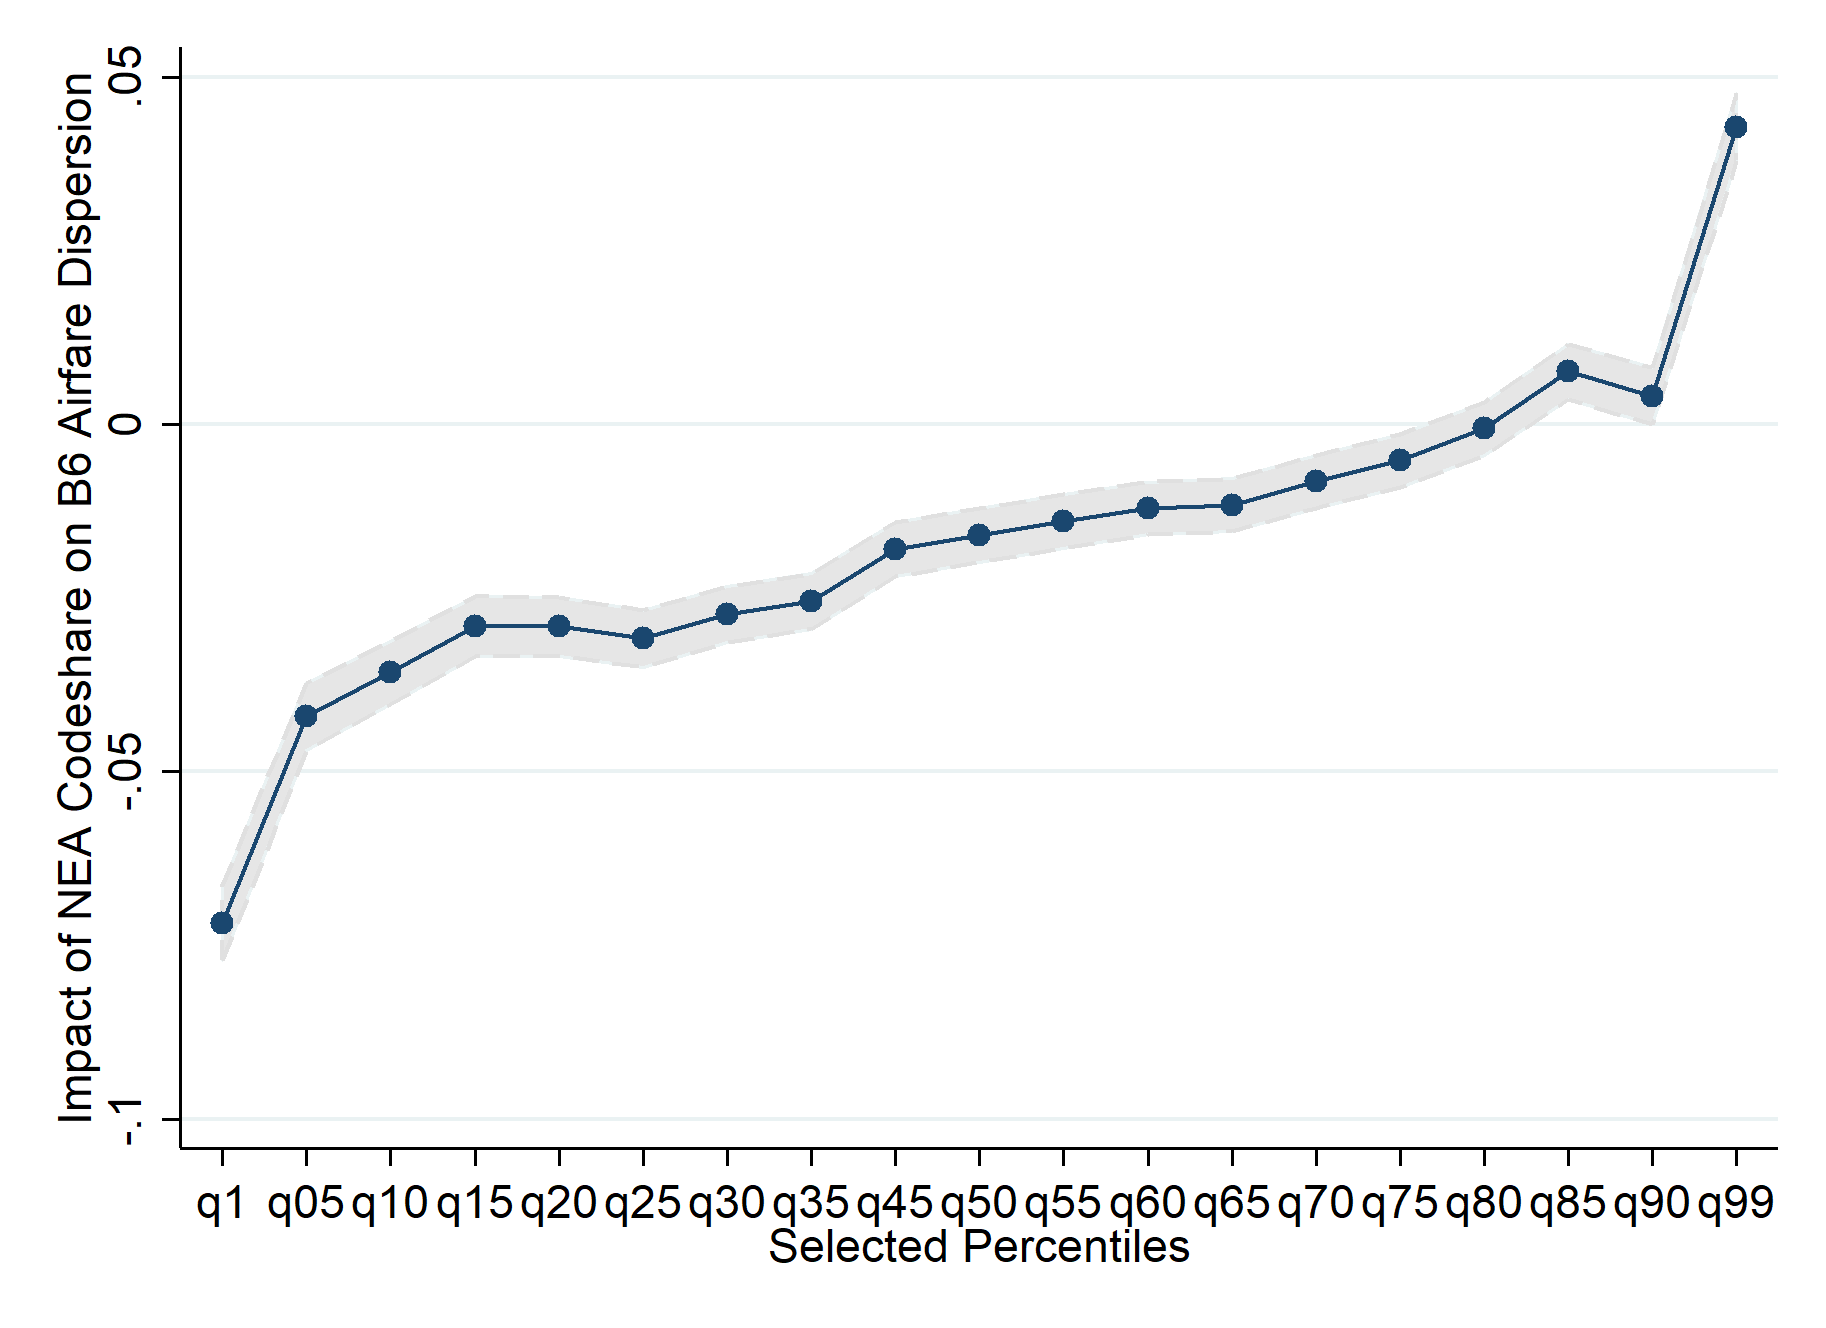 Impact of NEA Codeshare on B6 Airfare Dispersion
.05
0
-.05
-.1
q1 q05 q10 q15 q20 q25 q30 q35 q45 q50 q55 q60 q65 q70 q75 q80 q85 q90 q99
Selected Percentiles